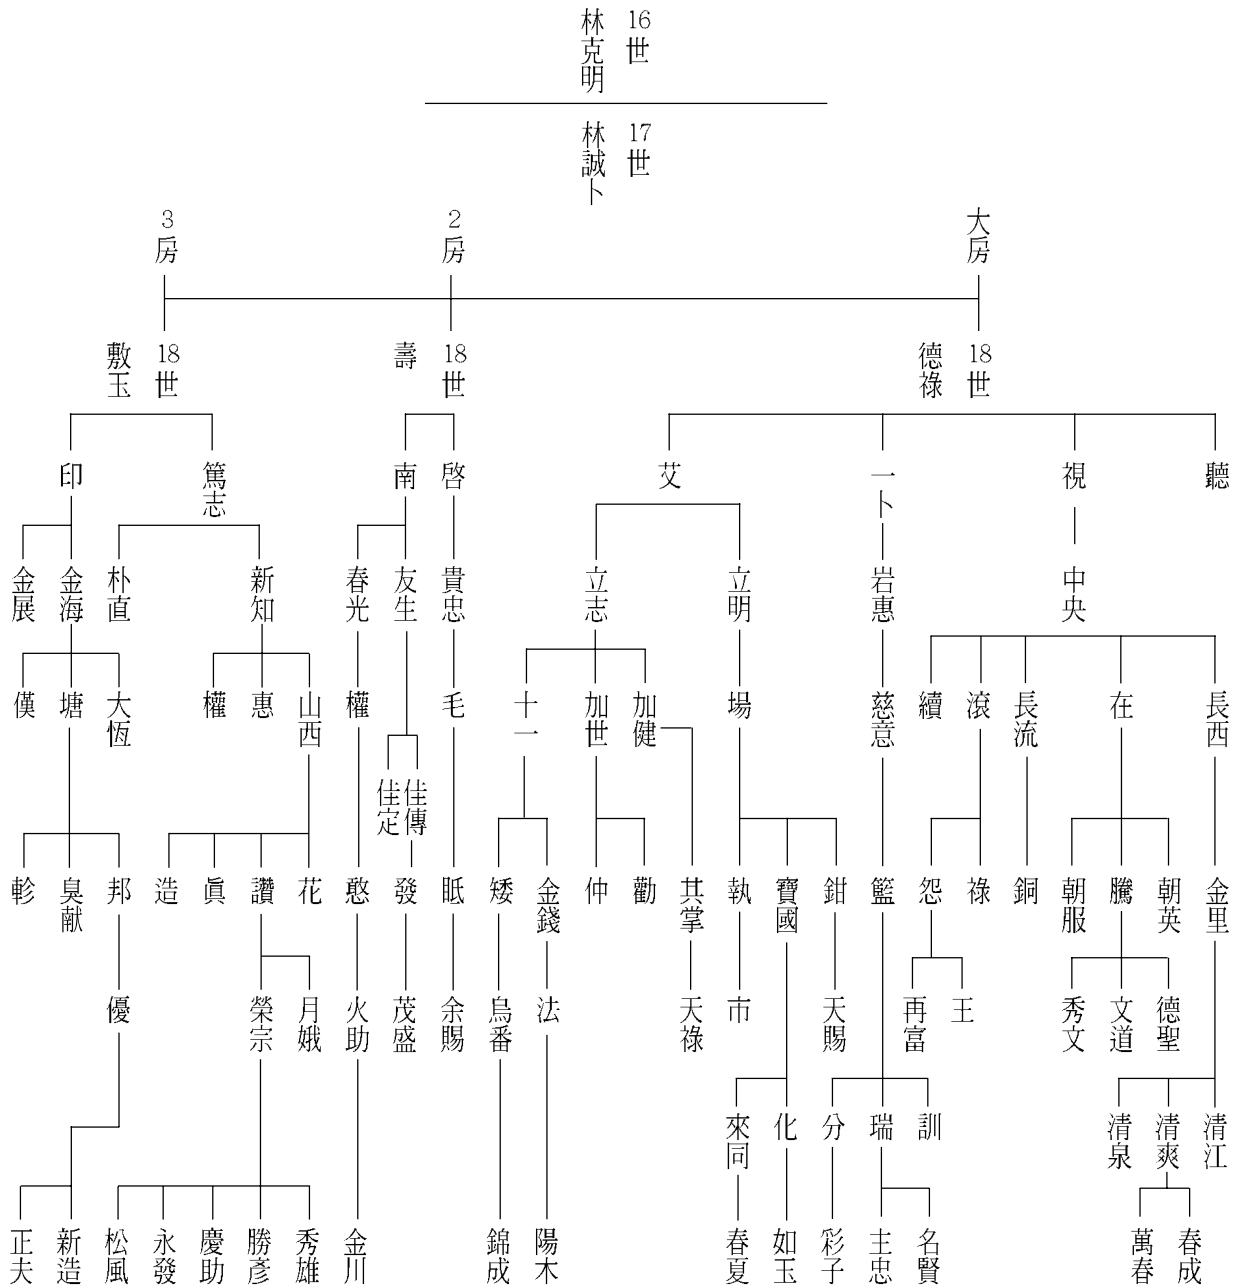 16世
林克明
17世
林誠卜
大房
2房
3房
18世
德祿
18世
壽
18世
敷玉
聽
視
一卜
艾
啓
南
篤志
印
中央
岩惠
立明
立志
貴忠
友生
春光
新知
朴直
金海
金展
長西
在
長流
滾
續
慈意
場
加健
加世
十一
毛
權
山西
惠
權
大恆
塘
僕
佳傳
佳定
金里
朝英
騰
朝服
銅
祿
怨
籃
鉗
寶國
執
其掌
勸
仲
金錢
矮
眡
發
憨
花
讚
眞
造
邦
臭献
軫
德聖
文道
秀文
王
再富
天賜
市
天祿
法
烏番
余賜
茂盛
火助
月娥
榮宗
優
清江
清爽
清泉
訓
瑞
分
化
來同
春成
萬春
名賢
主忠
彩子
如玉
春夏
陽木
錦成
金川
秀雄
勝彥
慶助
永發
松風
新造
正夫